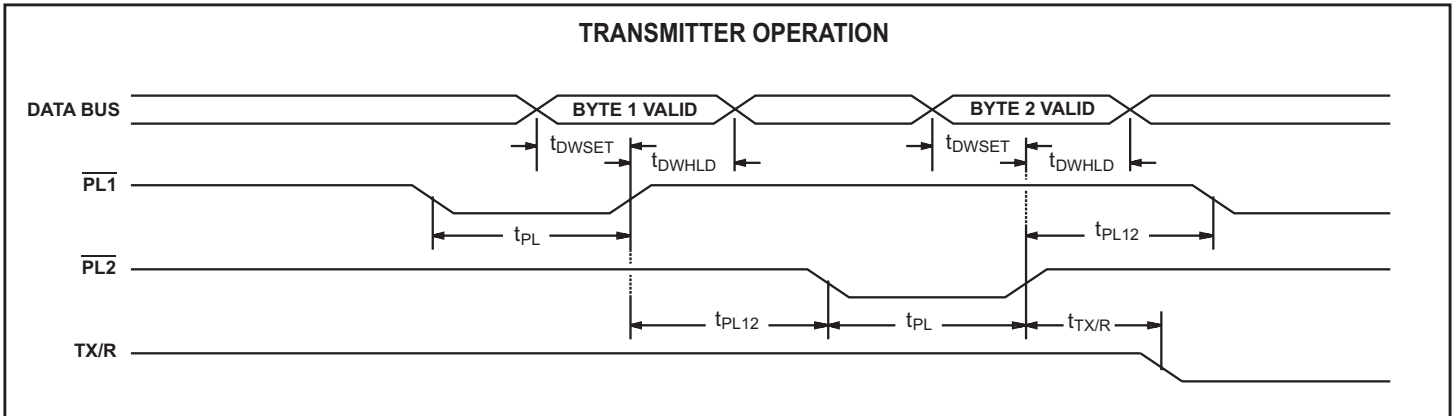 TRANSMITTER OPERATION
DATA BUS
BYTE 1 VALID
BYTE 2 VALID
tDWSET
tDWHLD
tDWSET
tDWHLD
PL1
tPL
tPL12
PL2
tPL12
tPL
tTX/R
TX/R